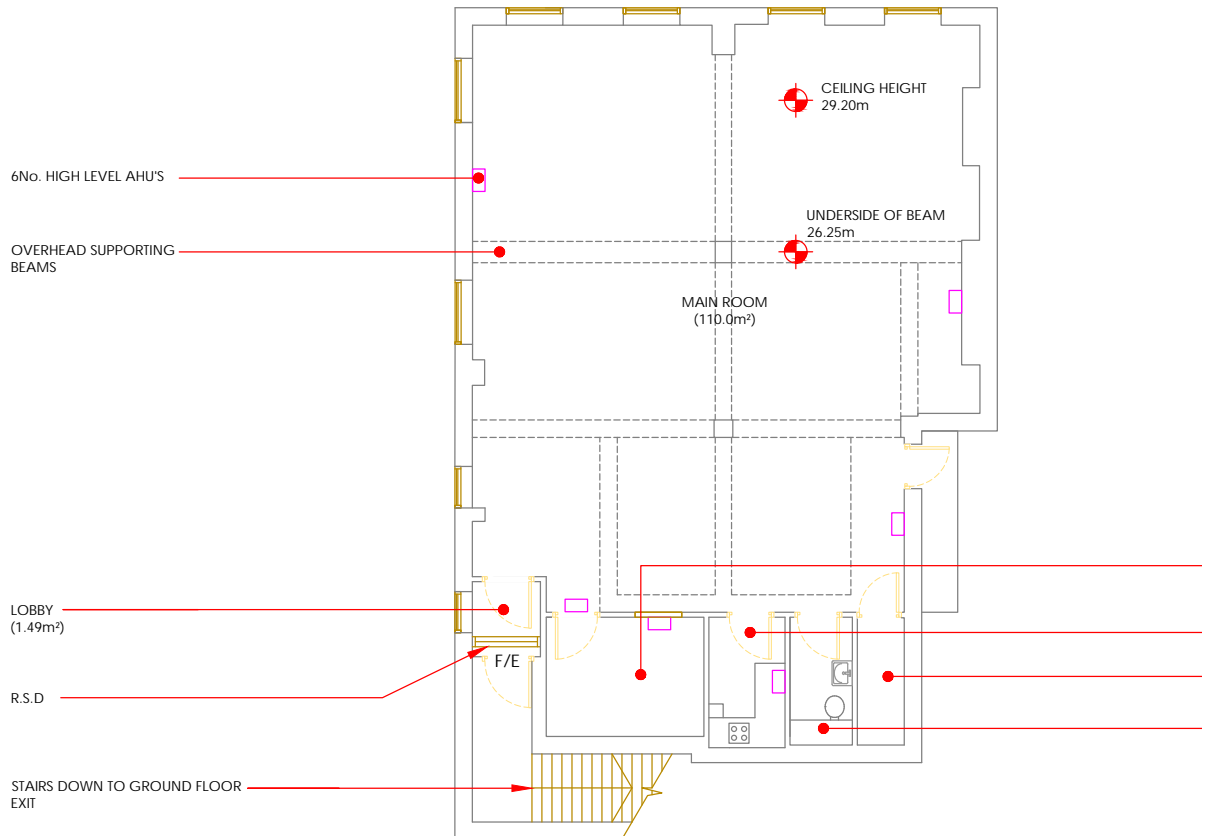 CEILING HEIGHT
29.20m
6No. HIGH LEVEL AHU'S
UNDERSIDE OF BEAM
26.25m
OVERHEAD SUPPORTING
BEAMS
MAIN ROOM
(110.0m²)
LOBBY
(1.49m²)
F/E
R.S.D
STAIRS DOWN TO GROUND FLOOR
EXIT